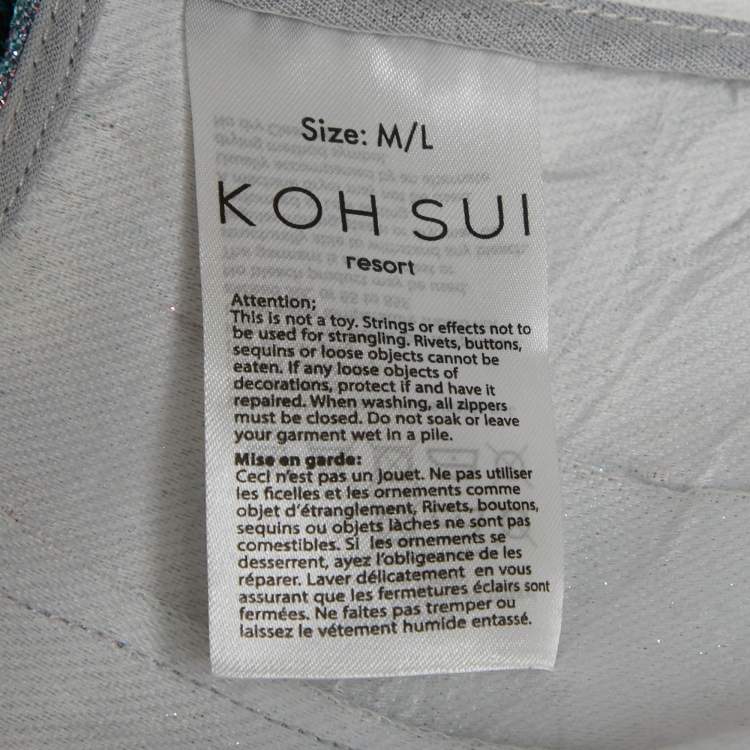 Size: M/L
KOH SUI
resort
Attention;
This is not a toy. Strings or effects not to
be used for strangling. Rivets, buttons,
sequins or loose objects cannot be
eaten. If any loose objects of
decorations, protect if and have it
repaired. When washing, all zippers
must be closed. Do not soak or leave
your garment wet in a pile.
Mise en garde:
Ceci n'est pas un jouet. Ne pas utiliser
les ficelles et les ornements comme
objet d'étranglement, Rivets, boutons,
sequins ou objets làches ne sont pas
comestibles. Si les ornements se
desserrent, ayez l'obligeance de les
réparer. Laver délicatement en vous
assurant que les fermetures éclairs sont
fermées. Ne faites pas tremper ou
laissez le vétement humide entassé.